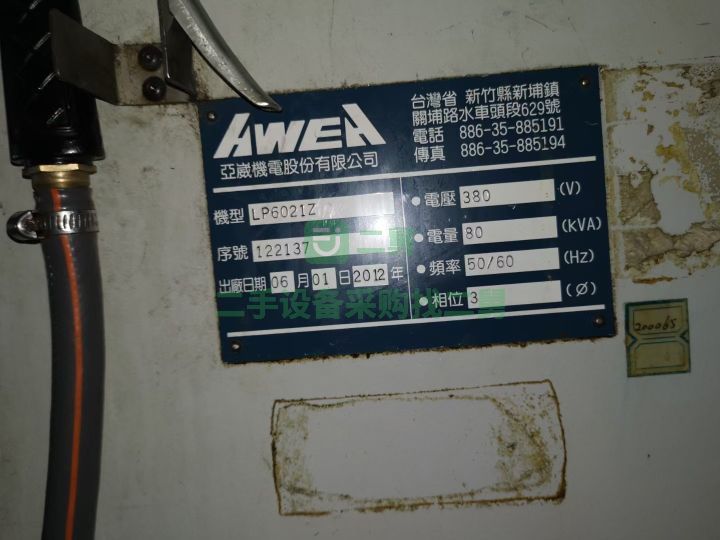 AWEA
亞崴機電股份有限公司
台灣省 新竹縣新埔鎮
關埔路水車頭段629號
電話 886-35-885191
傳真 886-35-885194
機型 LP6021Z
序號 122137
出廠日期 06 月 01 日 2012 年
電壓 380 (V)
電量 80 (KVA)
頻率 50/60 (Hz)
相位 3 (Ø)
二手设备采购找二男
200065